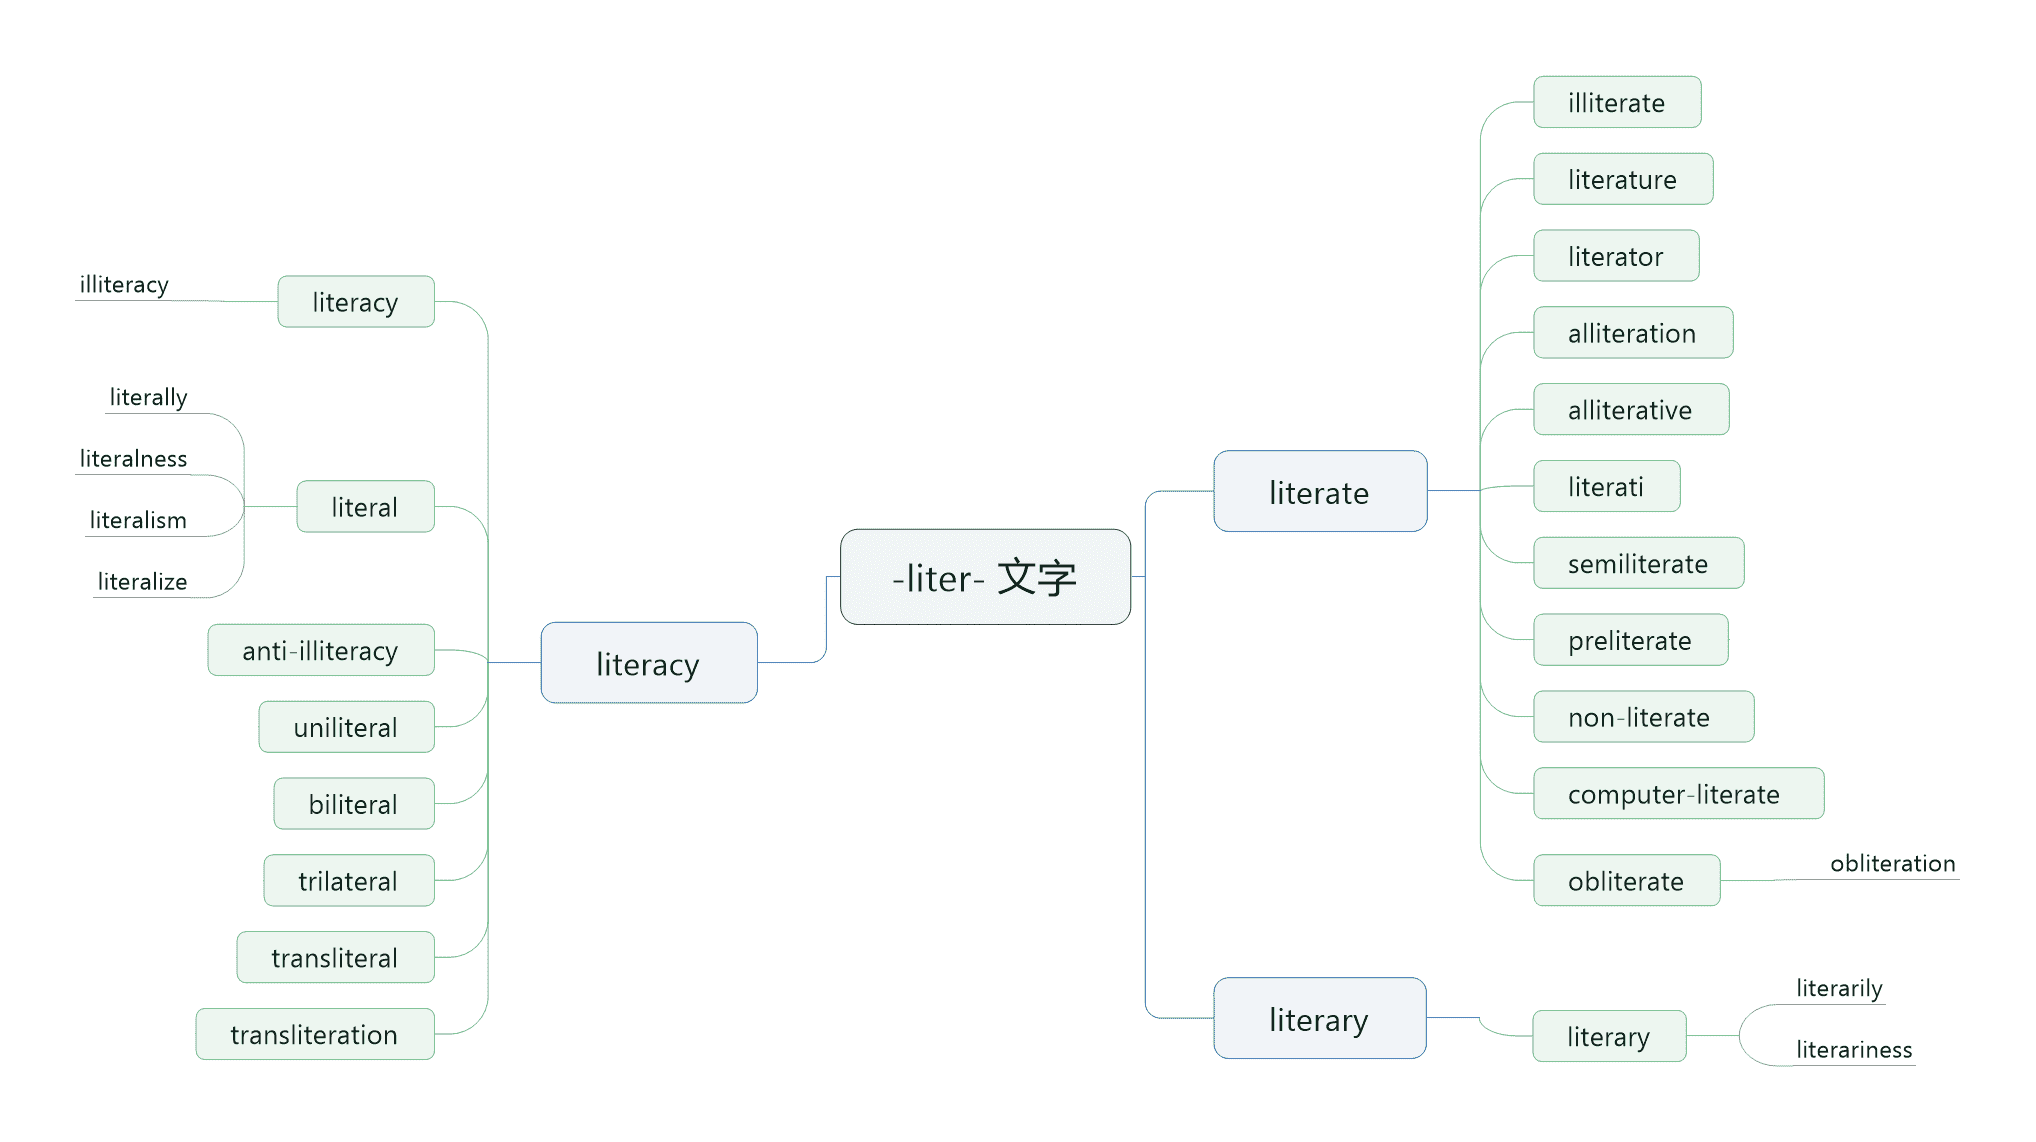 -liter- 文字
literate
illiterate
literature
literator
alliteration
alliterative
literati
semiliterate
preliterate
non-literate
computer-literate
obliterate
obliteration
literary
literary
literarily
literariness
literacy
literacy
illiteracy
literal
literally
literalness
literalism
literalize
anti-illiteracy
uniliteral
biliteral
trilateral
transliteral
transliteration